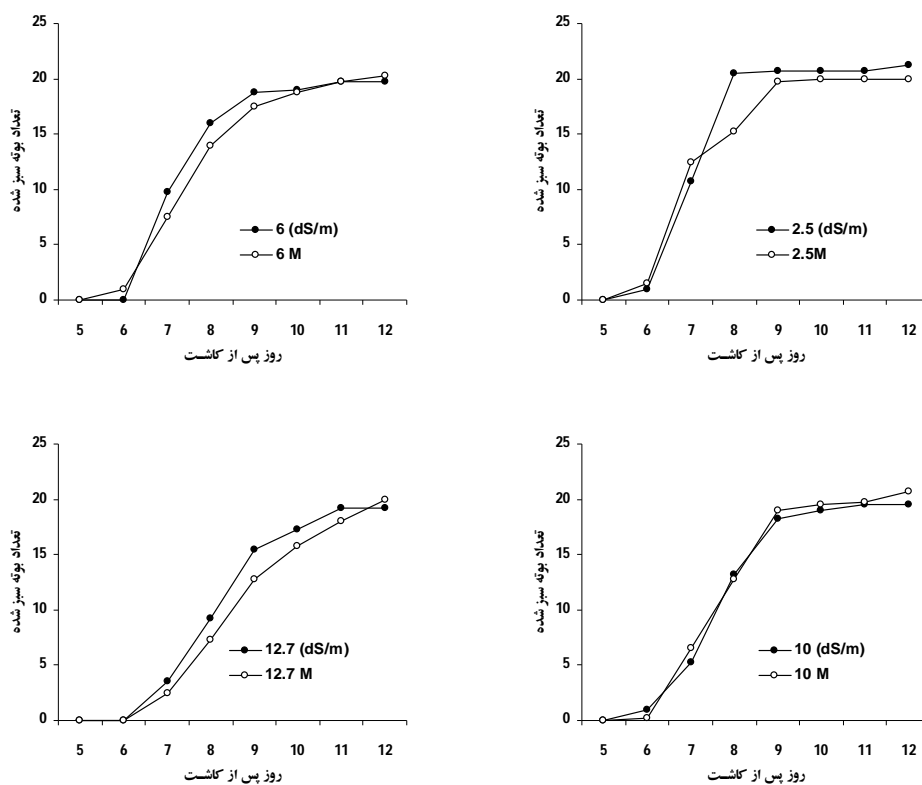 25
20
15
10
5
0
تعداد بوته سبز شده
6 (dS/m)
6 M
5 6 7 8 9 10 11 12
روز پس از کاشت
25
20
15
10
5
0
تعداد بوته سبز شده
2.5 (dS/m)
2.5M
5 6 7 8 9 10 11 12
روز پس از کاشت
25
20
15
10
5
0
تعداد بوته سبز شده
12.7 (dS/m)
12.7 M
5 6 7 8 9 10 11 12
روز پس از کاشت
25
20
15
10
5
0
تعداد بوته سبز شده
10 (dS/m)
10 M
5 6 7 8 9 10 11 12
روز پس از کاشت